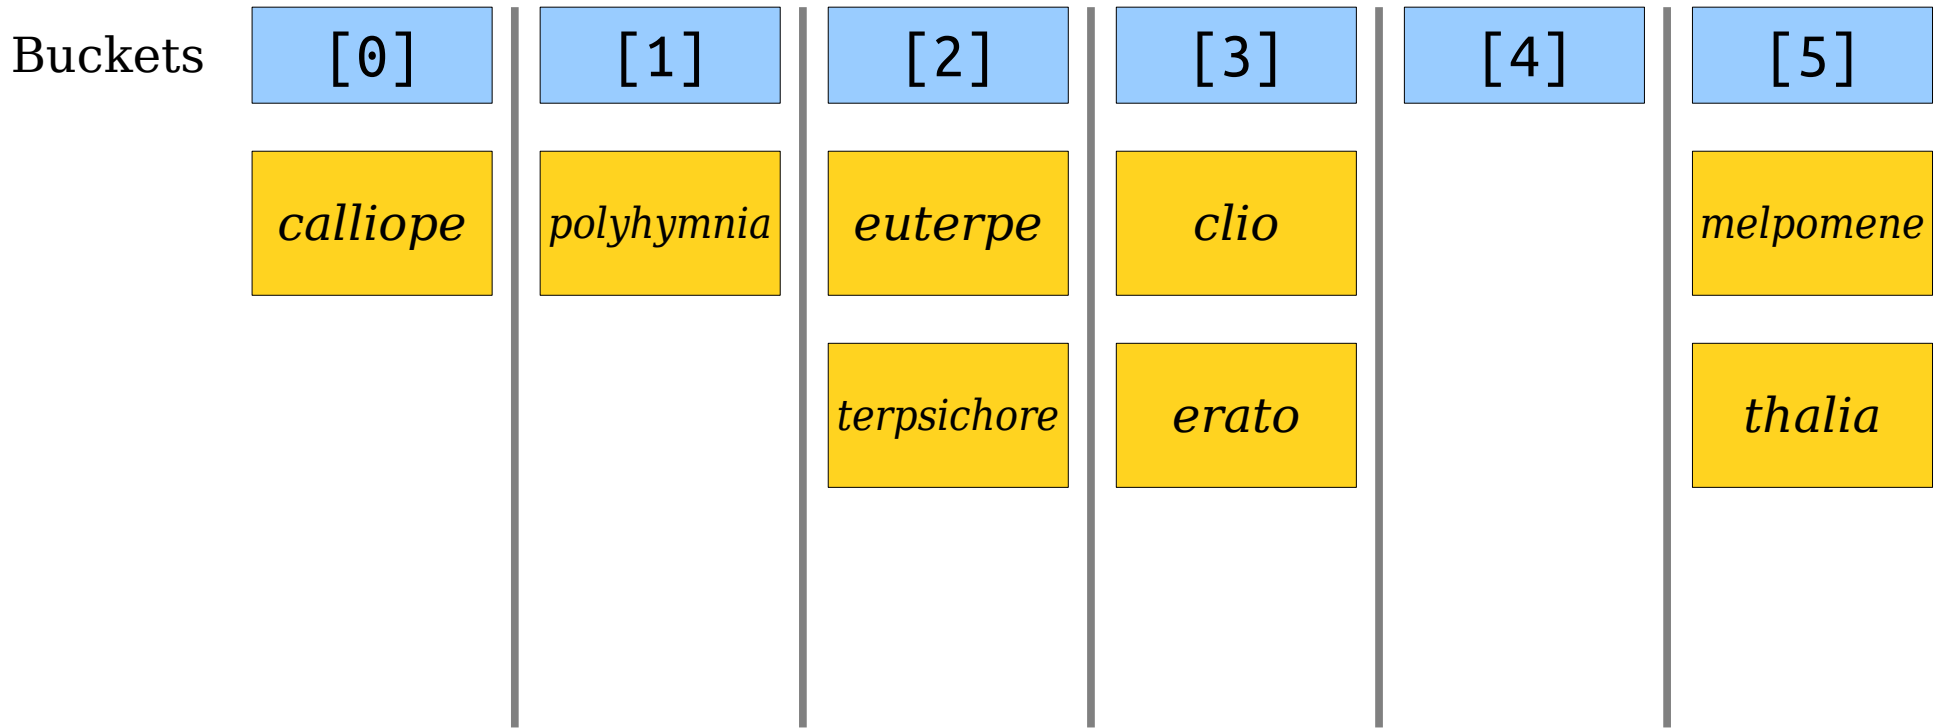 Buckets [0] [1] [2] [3] [4] [5]
calliope polyhymnia euterpe clio melpomene
terpsichore erato thalia